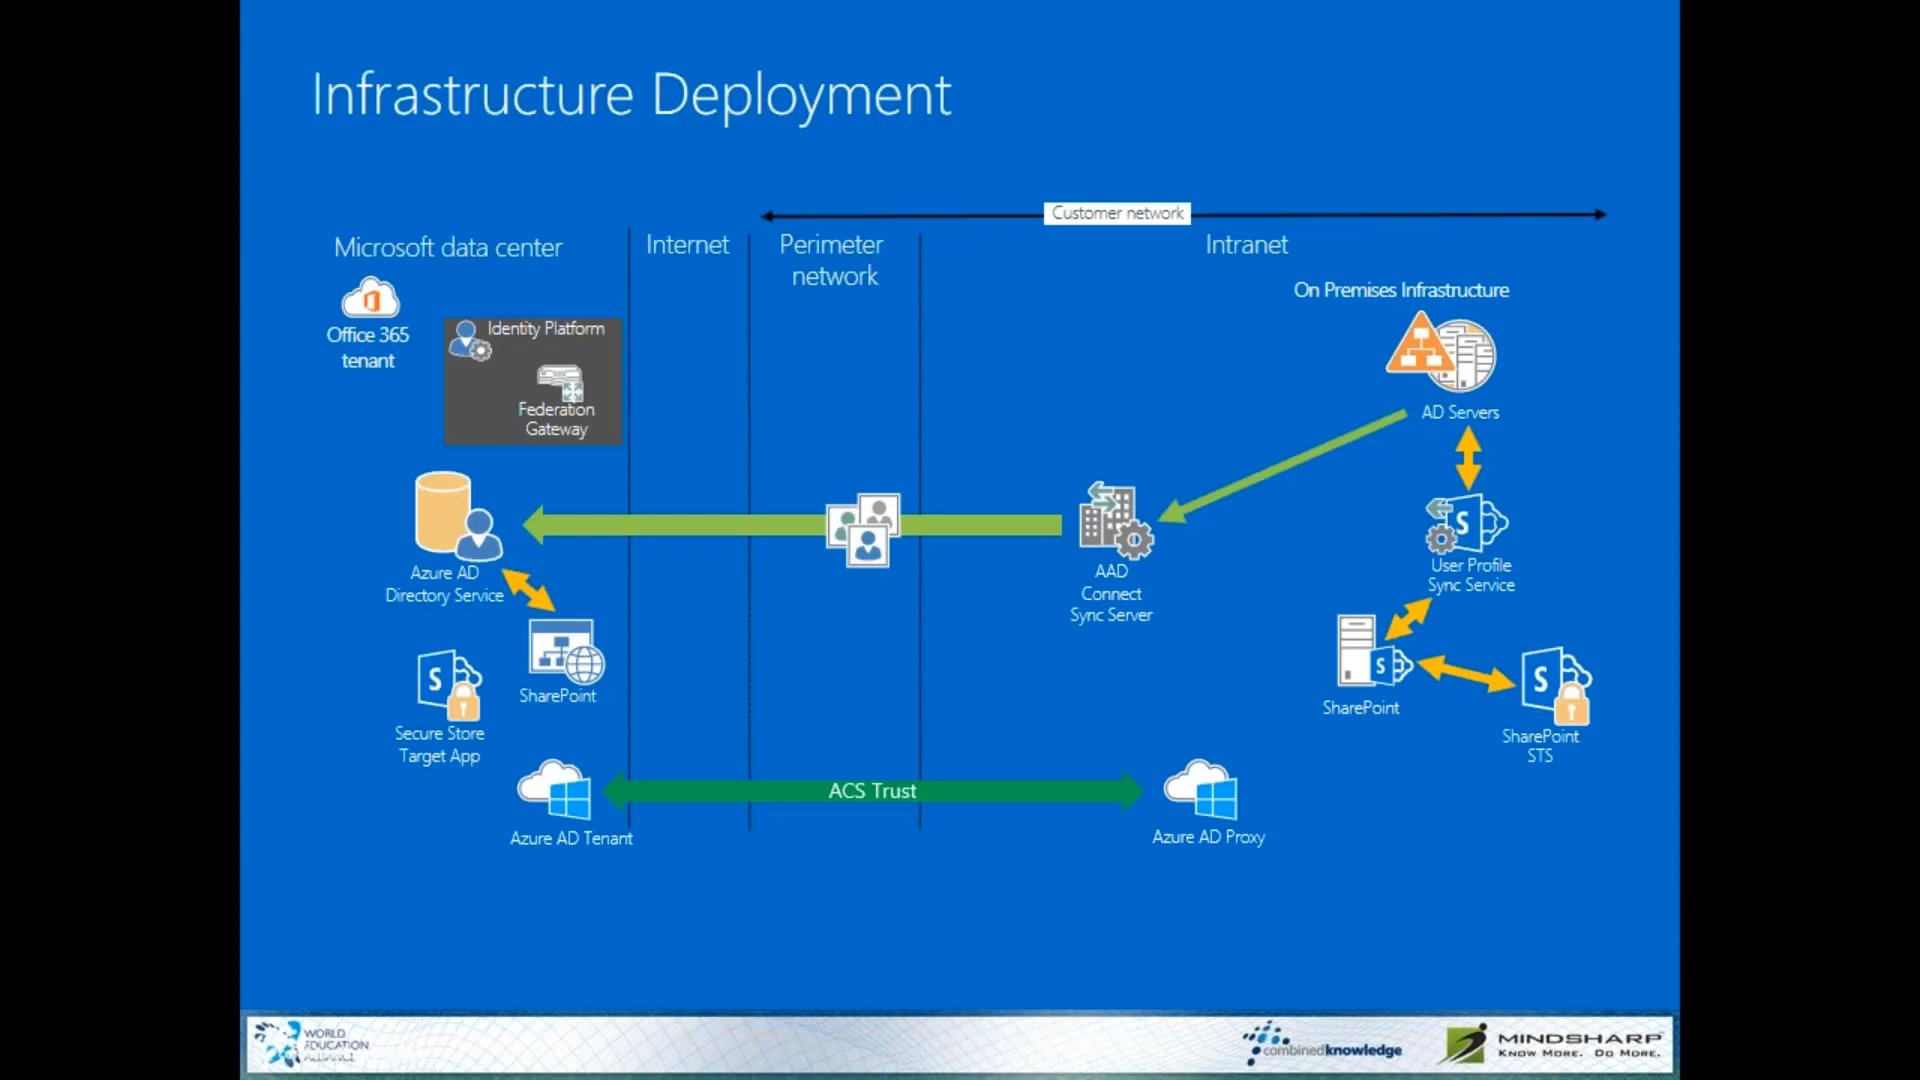 Infrastructure Deployment
Customer network
Microsoft data center
Internet
Perimeter
network
Intranet
On Premises Infrastructure
Office 365
tenant
Identity Platform
Federation
Gateway
AD Servers
Azure AD
Directory Service
AAD
Connect
Sync Server
User Profile
Sync Service
S
S
S
S
SharePoint
Secure Store
Target App
SharePoint
SharePoint
STS
ACS Trust
Azure AD Tenant
Azure AD Proxy
WORLD
EDUCATION
ALLIANCE
combinedknowledge
MINDSHARP
KNOW MORE. DO MORE.